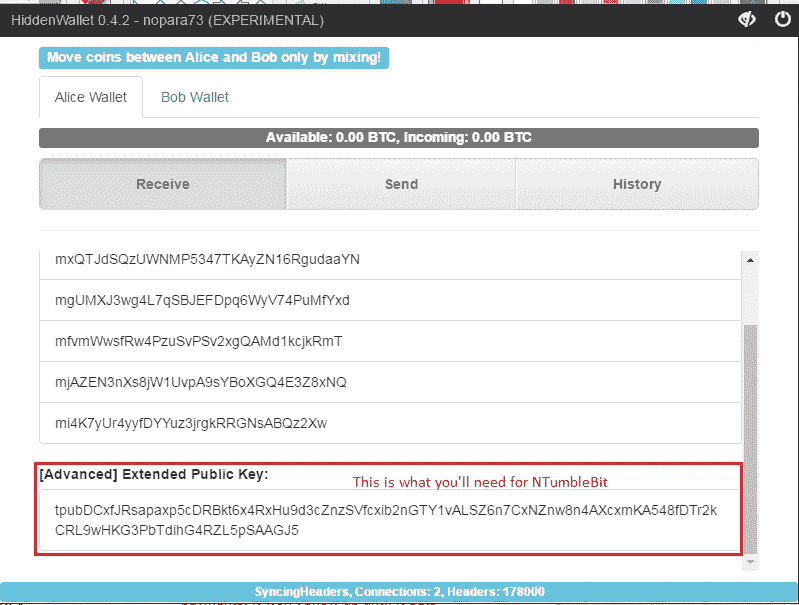 HiddenWallet 0.4.2 - nopara73 (EXPERIMENTAL)
Move coins between Alice and Bob only by mixing!
Alice Wallet
Bob Wallet
Available: 0.00 BTC, Incoming: 0.00 BTC
Receive
Send
History
mxQTJdSQzUWNMP5347TKAyZN16RgudaaYN
mgUMXJ3wg4L7qSBJEFDpq6WyV74PuMfYxd
mfvmWwsfRw4PzuSvPSv2xgQAMd1kcjkRmT
mjAZEN3nXs8jW1UvpA9sYBoXGQ4E3Z8xNQ
mi4K7yUr4yyfDYYuz3jrgkRRGNsABQz2Xw
[Advanced] Extended Public Key:
This is what you'll need for NTumbleBit
tpubDCxfJRsapaxp5cDRBkt6x4RxHu9d3cZnzSVfcxib2nGTY1vALSZ6n7CxNZnw8n4AXcxmKA548fDTr2k
CRL9wHKG3PbTdihG4RZL5pSAAGJ5
SyncingHeaders, Connections: 2, Headers: 178000